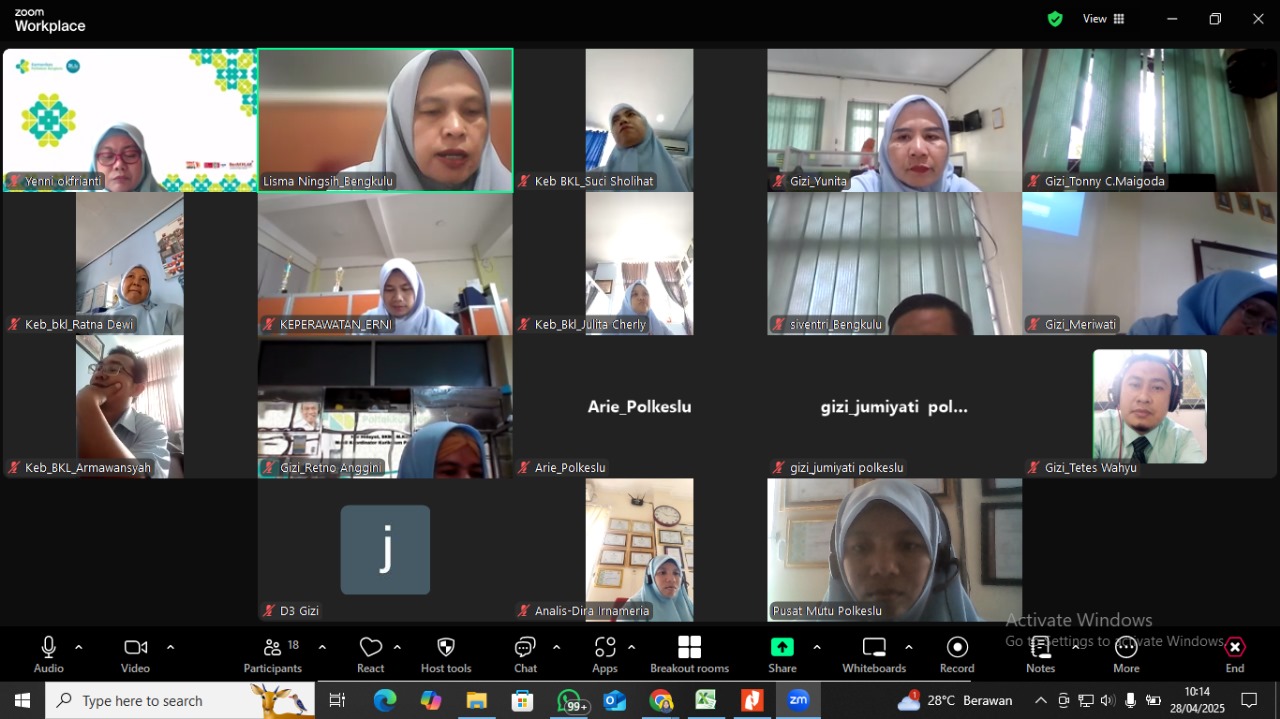 zoom
Workplace
View
Yenni okfrianti
Lisma Ningsih_Bengkulu
Keb BKL_Suci Sholihat
Gizi_Yunita
Gizi_Tonny C.Maigoda
Keb_bkl_Ratna Dewi
KEPERAWATAN_ERNI
Keb_Bkl_Julita Cherly
siventri_Bengkulu
Gizi_Meriwati
Keb_BKL_Armawansyah
Gizi_Retno Anggini
Arie_Polkeslu
Arie_Polkeslu
gizi_jumiyati pol...
gizi_jumiyati polkeslu
Gizi_Tetes Wahyu
j
D3 Gizi
Analis-Dira Irnameria
Pusat Mutu Polkeslu
Activate Windows
Go to Settings to activate Windows.
Audio
Video
18
Participants
React
Host tools
Chat
Apps
Breakout rooms
Share
Whiteboards
Record
Notes
More
End
Type here to search
99+
zm
1
28°C Berawan
10:14
28/04/2025